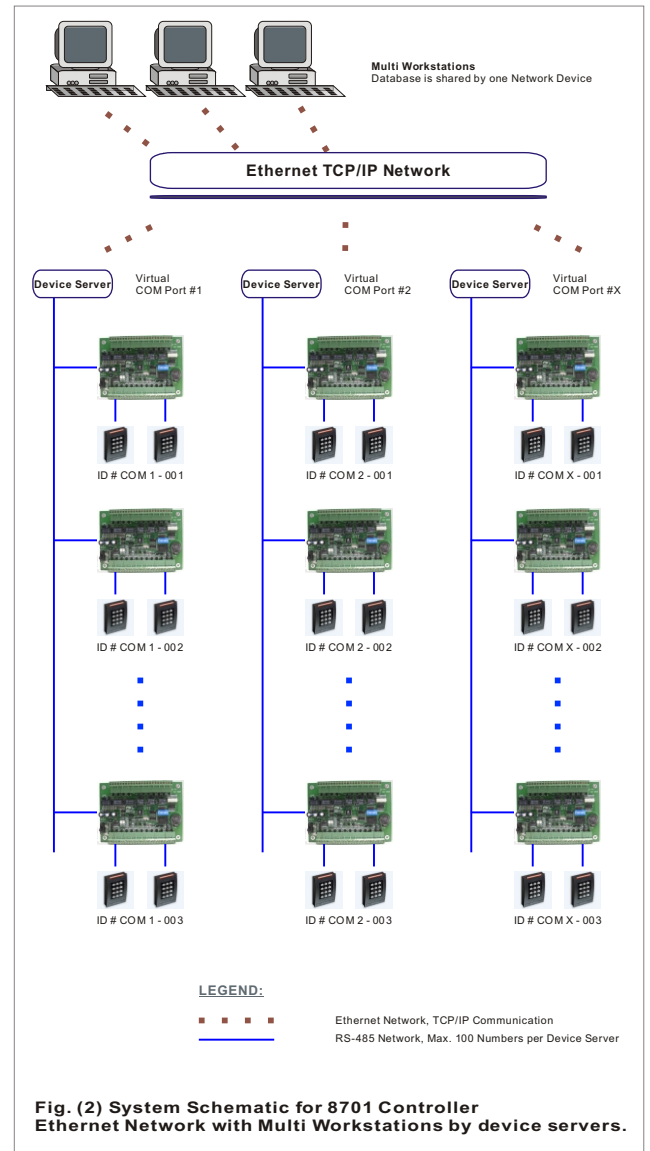 Multi Workstations
Database is shared by one Network Device
Ethernet TCP/IP Network
Device Server
Virtual
COM Port #1
Device Server
Virtual
COM Port #2
Device Server
Virtual
COM Port #X
ID # COM 1 - 001
ID # COM 2 - 001
ID # COM X - 001
ID # COM 1 - 002
ID # COM 2 - 002
ID # COM X - 002
ID # COM 1 - 003
ID # COM 2 - 003
ID # COM X - 003
LEGEND:
Ethernet Network, TCP/IP Communication
RS-485 Network, Max. 100 Numbers per Device Server
Fig. (2) System Schematic for 8701 Controller
Ethernet Network with Multi Workstations by device servers.